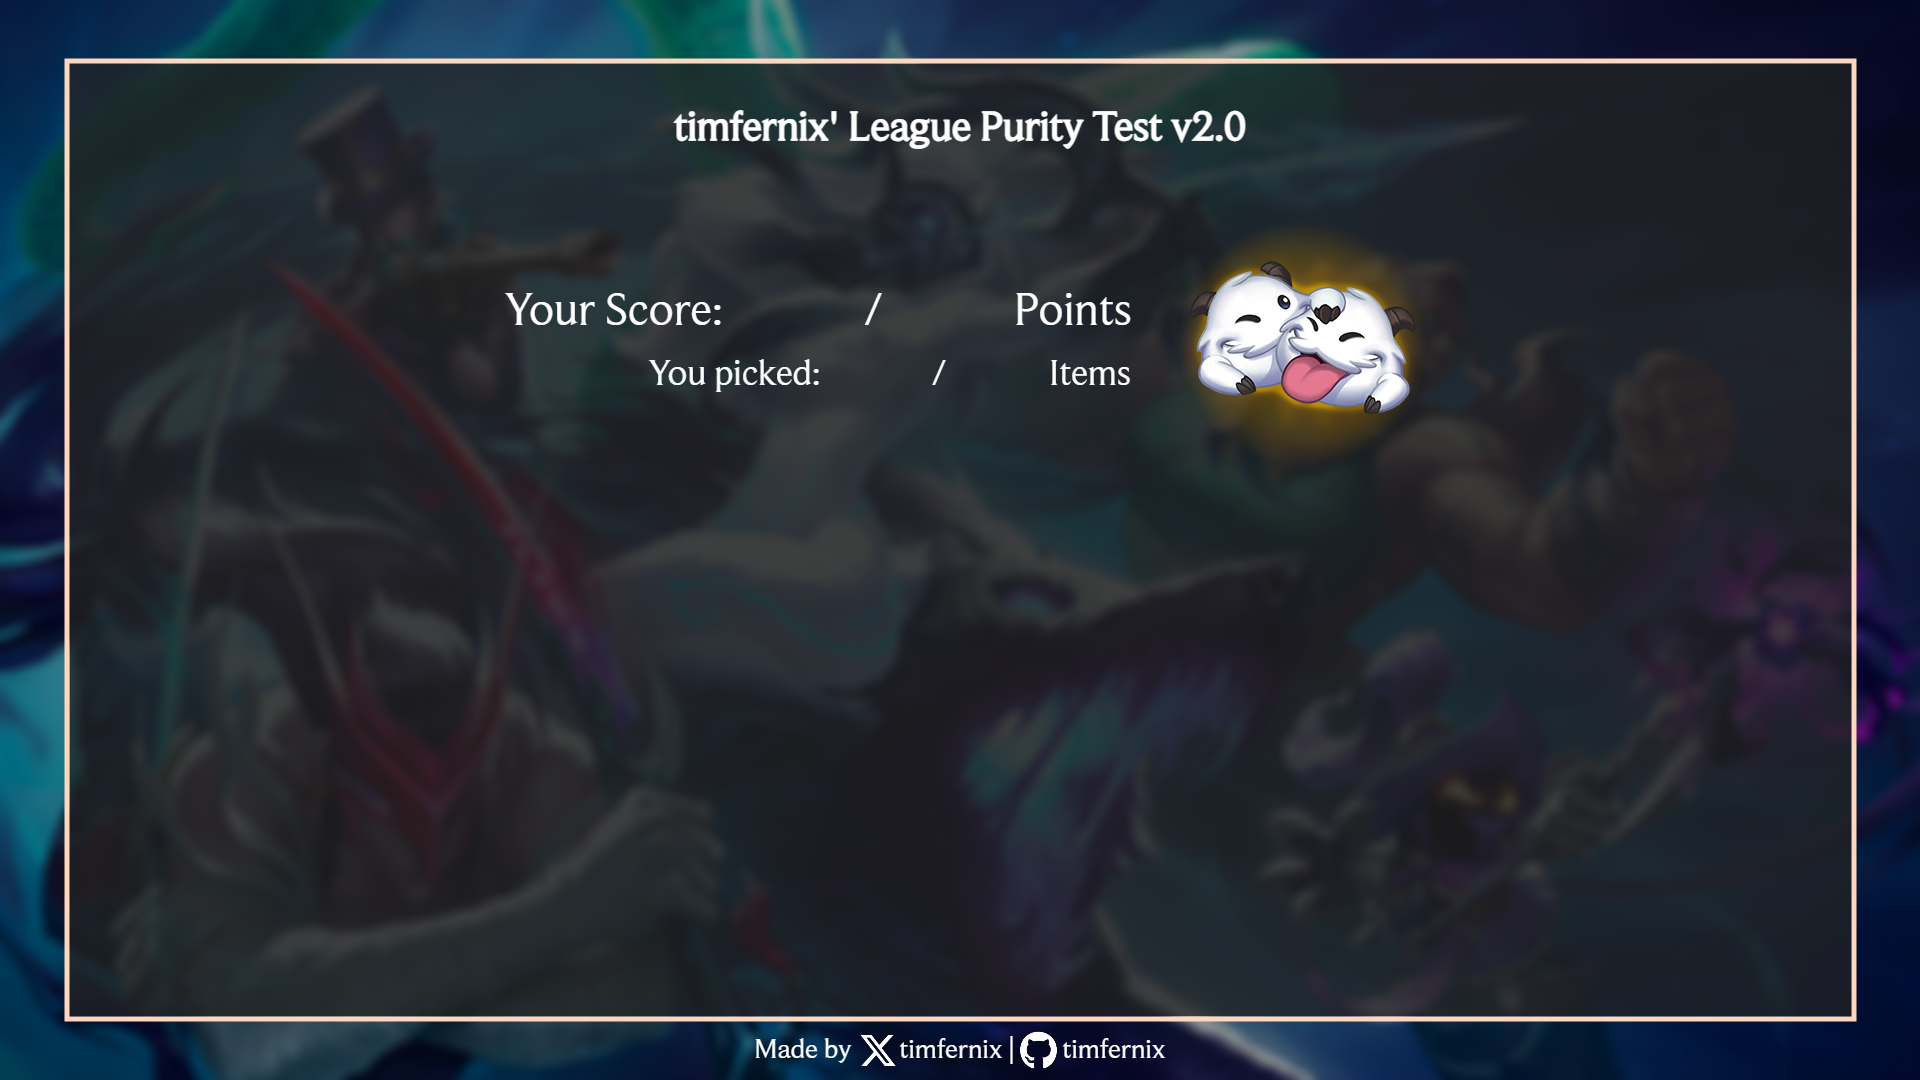 timfernix' League Purity Test v2.0
Your Score: / Points
You picked: / Items
Made by X timfernix | timfernix